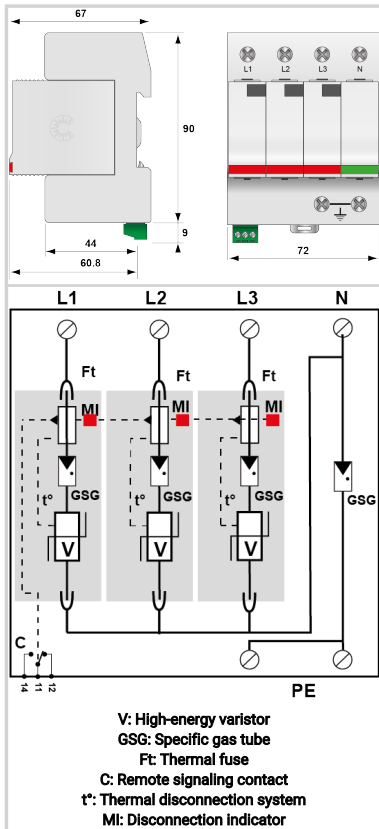 67
L1 L2 L3 N
90
9
44
60.8
72
L1 L2 L3 N
Ft Ft Ft
MI MI MI
GSG GSG GSG GSG
t° t° t°
V V V
C
14 11 12
PE
V: High-energy varistor
GSG: Specific gas tube
Ft: Thermal fuse
C: Remote signaling contact
t°: Thermal disconnection system
MI: Disconnection indicator